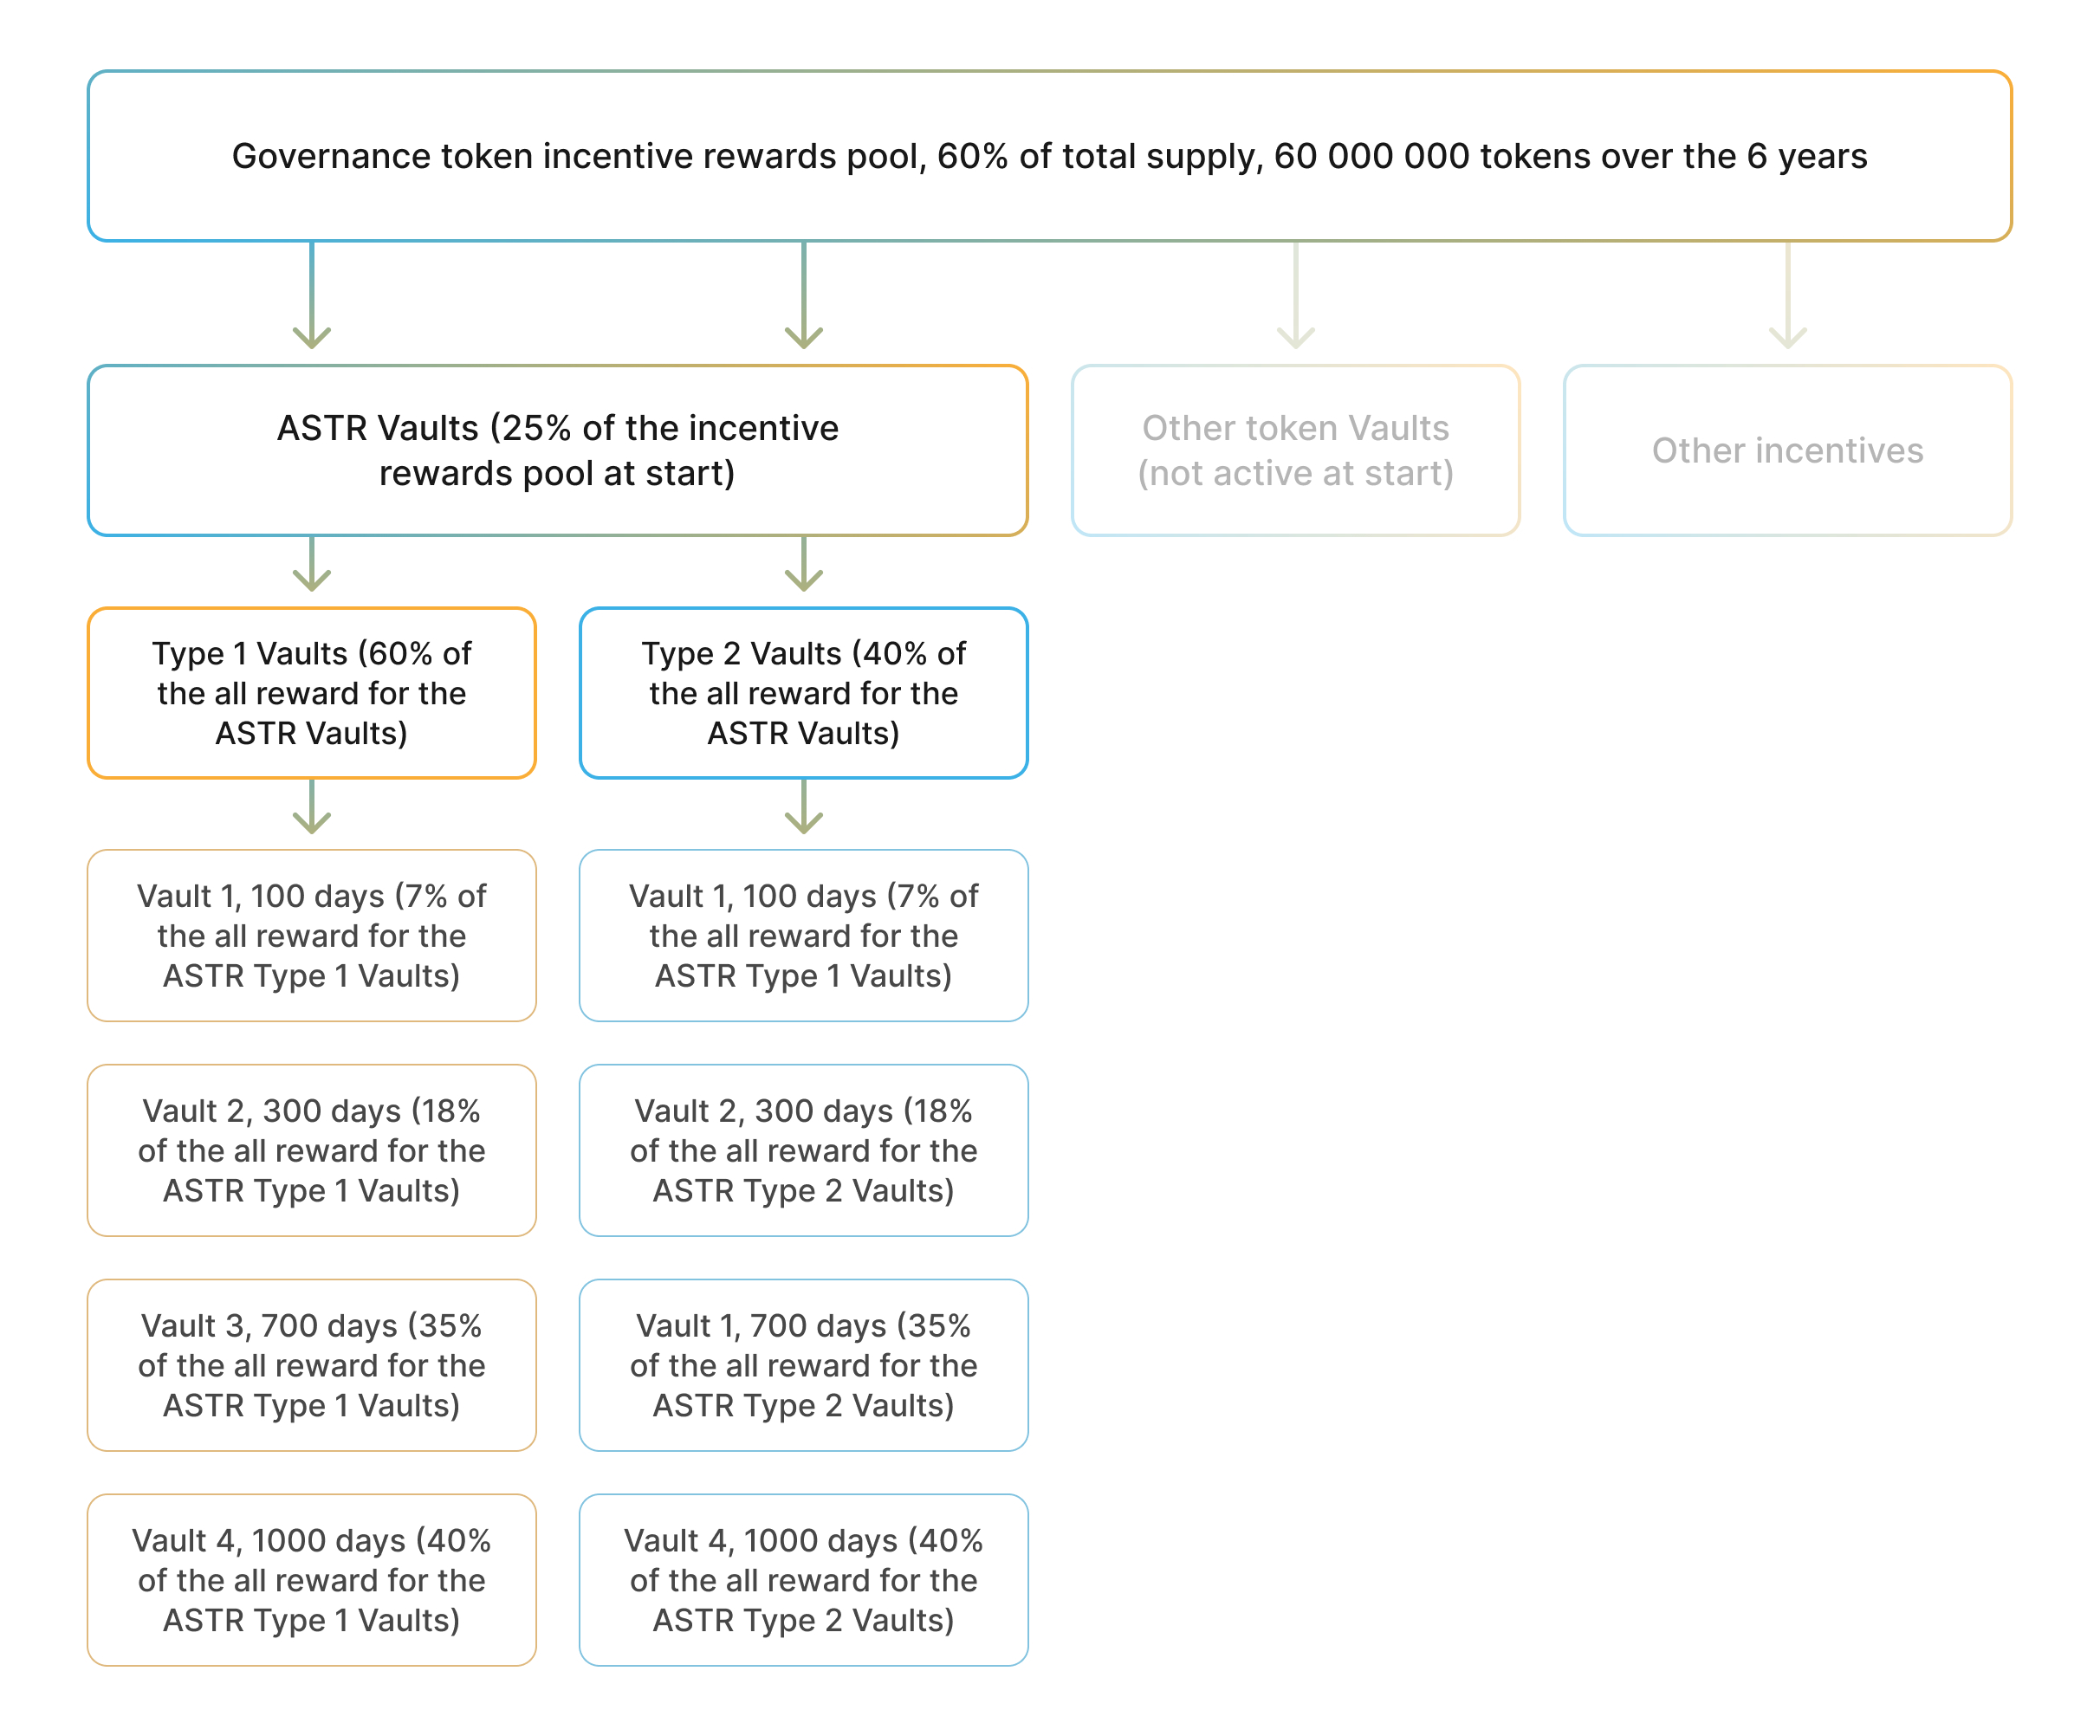 Governance token incentive rewards pool, 60% of total supply, 60 000 000 tokens over the 6 years
ASTR Vaults (25% of the incentive
rewards pool at start)
Other token Vaults
(not active at start)
Other incentives
Type 1 Vaults (60% of
the all reward for the
ASTR Vaults)
Type 2 Vaults (40% of
the all reward for the
ASTR Vaults)
Vault 1, 100 days (7% of
the all reward for the
ASTR Type 1 Vaults)
Vault 1, 100 days (7% of
the all reward for the
ASTR Type 1 Vaults)
Vault 2, 300 days (18%
of the all reward for the
ASTR Type 1 Vaults)
Vault 2, 300 days (18%
of the all reward for the
ASTR Type 2 Vaults)
Vault 3, 700 days (35%
of the all reward for the
ASTR Type 1 Vaults)
Vault 1, 700 days (35%
of the all reward for the
ASTR Type 2 Vaults)
Vault 4, 1000 days (40%
of the all reward for the
ASTR Type 1 Vaults)
Vault 4, 1000 days (40%
of the all reward for the
ASTR Type 2 Vaults)